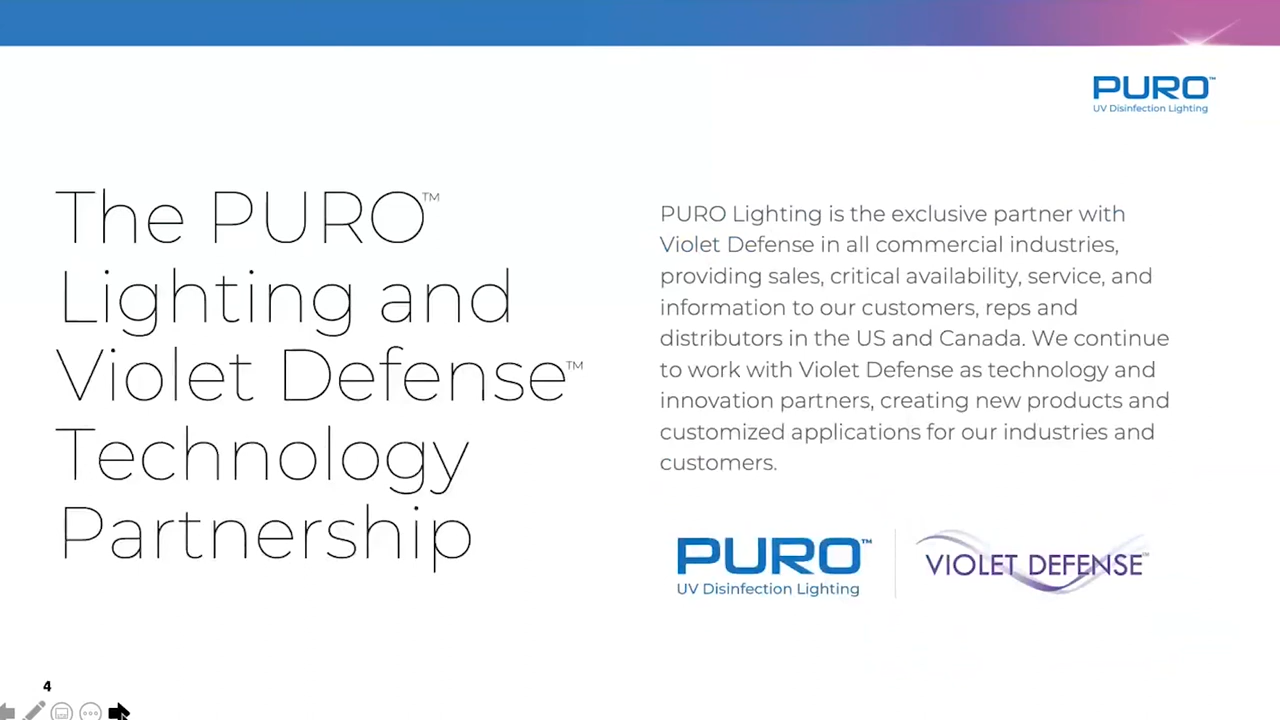 PURO™
UV Disinfection Lighting
The PURO™
Lighting and
Violet Defense™
Technology
Partnership
PURO Lighting is the exclusive partner with
Violet Defense in all commercial industries,
providing sales, critical availability, service, and
information to our customers, reps and
distributors in the US and Canada. We continue
to work with Violet Defense as technology and
innovation partners, creating new products and
customized applications for our industries and
customers.
PURO™
UV Disinfection Lighting
VIOLET DEFENSE™
4